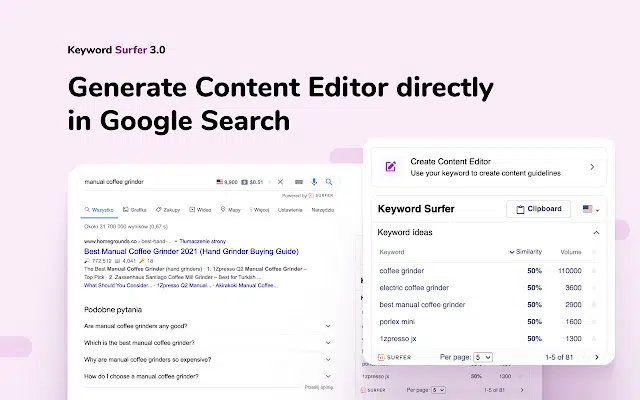 Keyword Surfer 3.0
Generate Content Editor directly
in Google Search
manual coffee grinder
9,900
$0.51
Powered by SURFER
Wszystko
Grafika
Zakupy
Wideo
Mapy
Więcej
Ustawienia
Narzędzia
Około 31 700 000 wyników (0,67 s)
www.homegrounds.co › best-hand-... Tłumaczenie strony
Best Manual Coffee Grinder 2021 (Hand Grinder Buying Guide)
772,512 4,041 18
The Best Manual Coffee Grinder (hand grinders) · 1. 1Zpresso Q2 Manual Coffee Grinder –
Top Pick · 2. Zassenhaus Santiago Coffee Mill Grinder – Best for Turkish ...
What Should You Consider... · 1Zpresso Q2 Manual... · Akirakoki Manual Coffee...
Podobne pytania
Are manual coffee grinders any good?
Which is the best manual coffee grinder?
Why are manual coffee grinders so expensive?
How do I choose a manual coffee grinder?
Prześlij opinię
Create Content Editor
Use your keyword to create content guidelines
Keyword Surfer
Clipboard
Keyword ideas
Keyword Similarity Volume
coffee grinder 50% 110000
electric coffee grinder 50% 3600
best manual coffee grinder 50% 2900
porlex mini 50% 1600
1zpresso jx 50% 1300
SURFER Per page: 5 1-5 of 81
50% 1300
SURFER Per page: 5 1-5 of 81